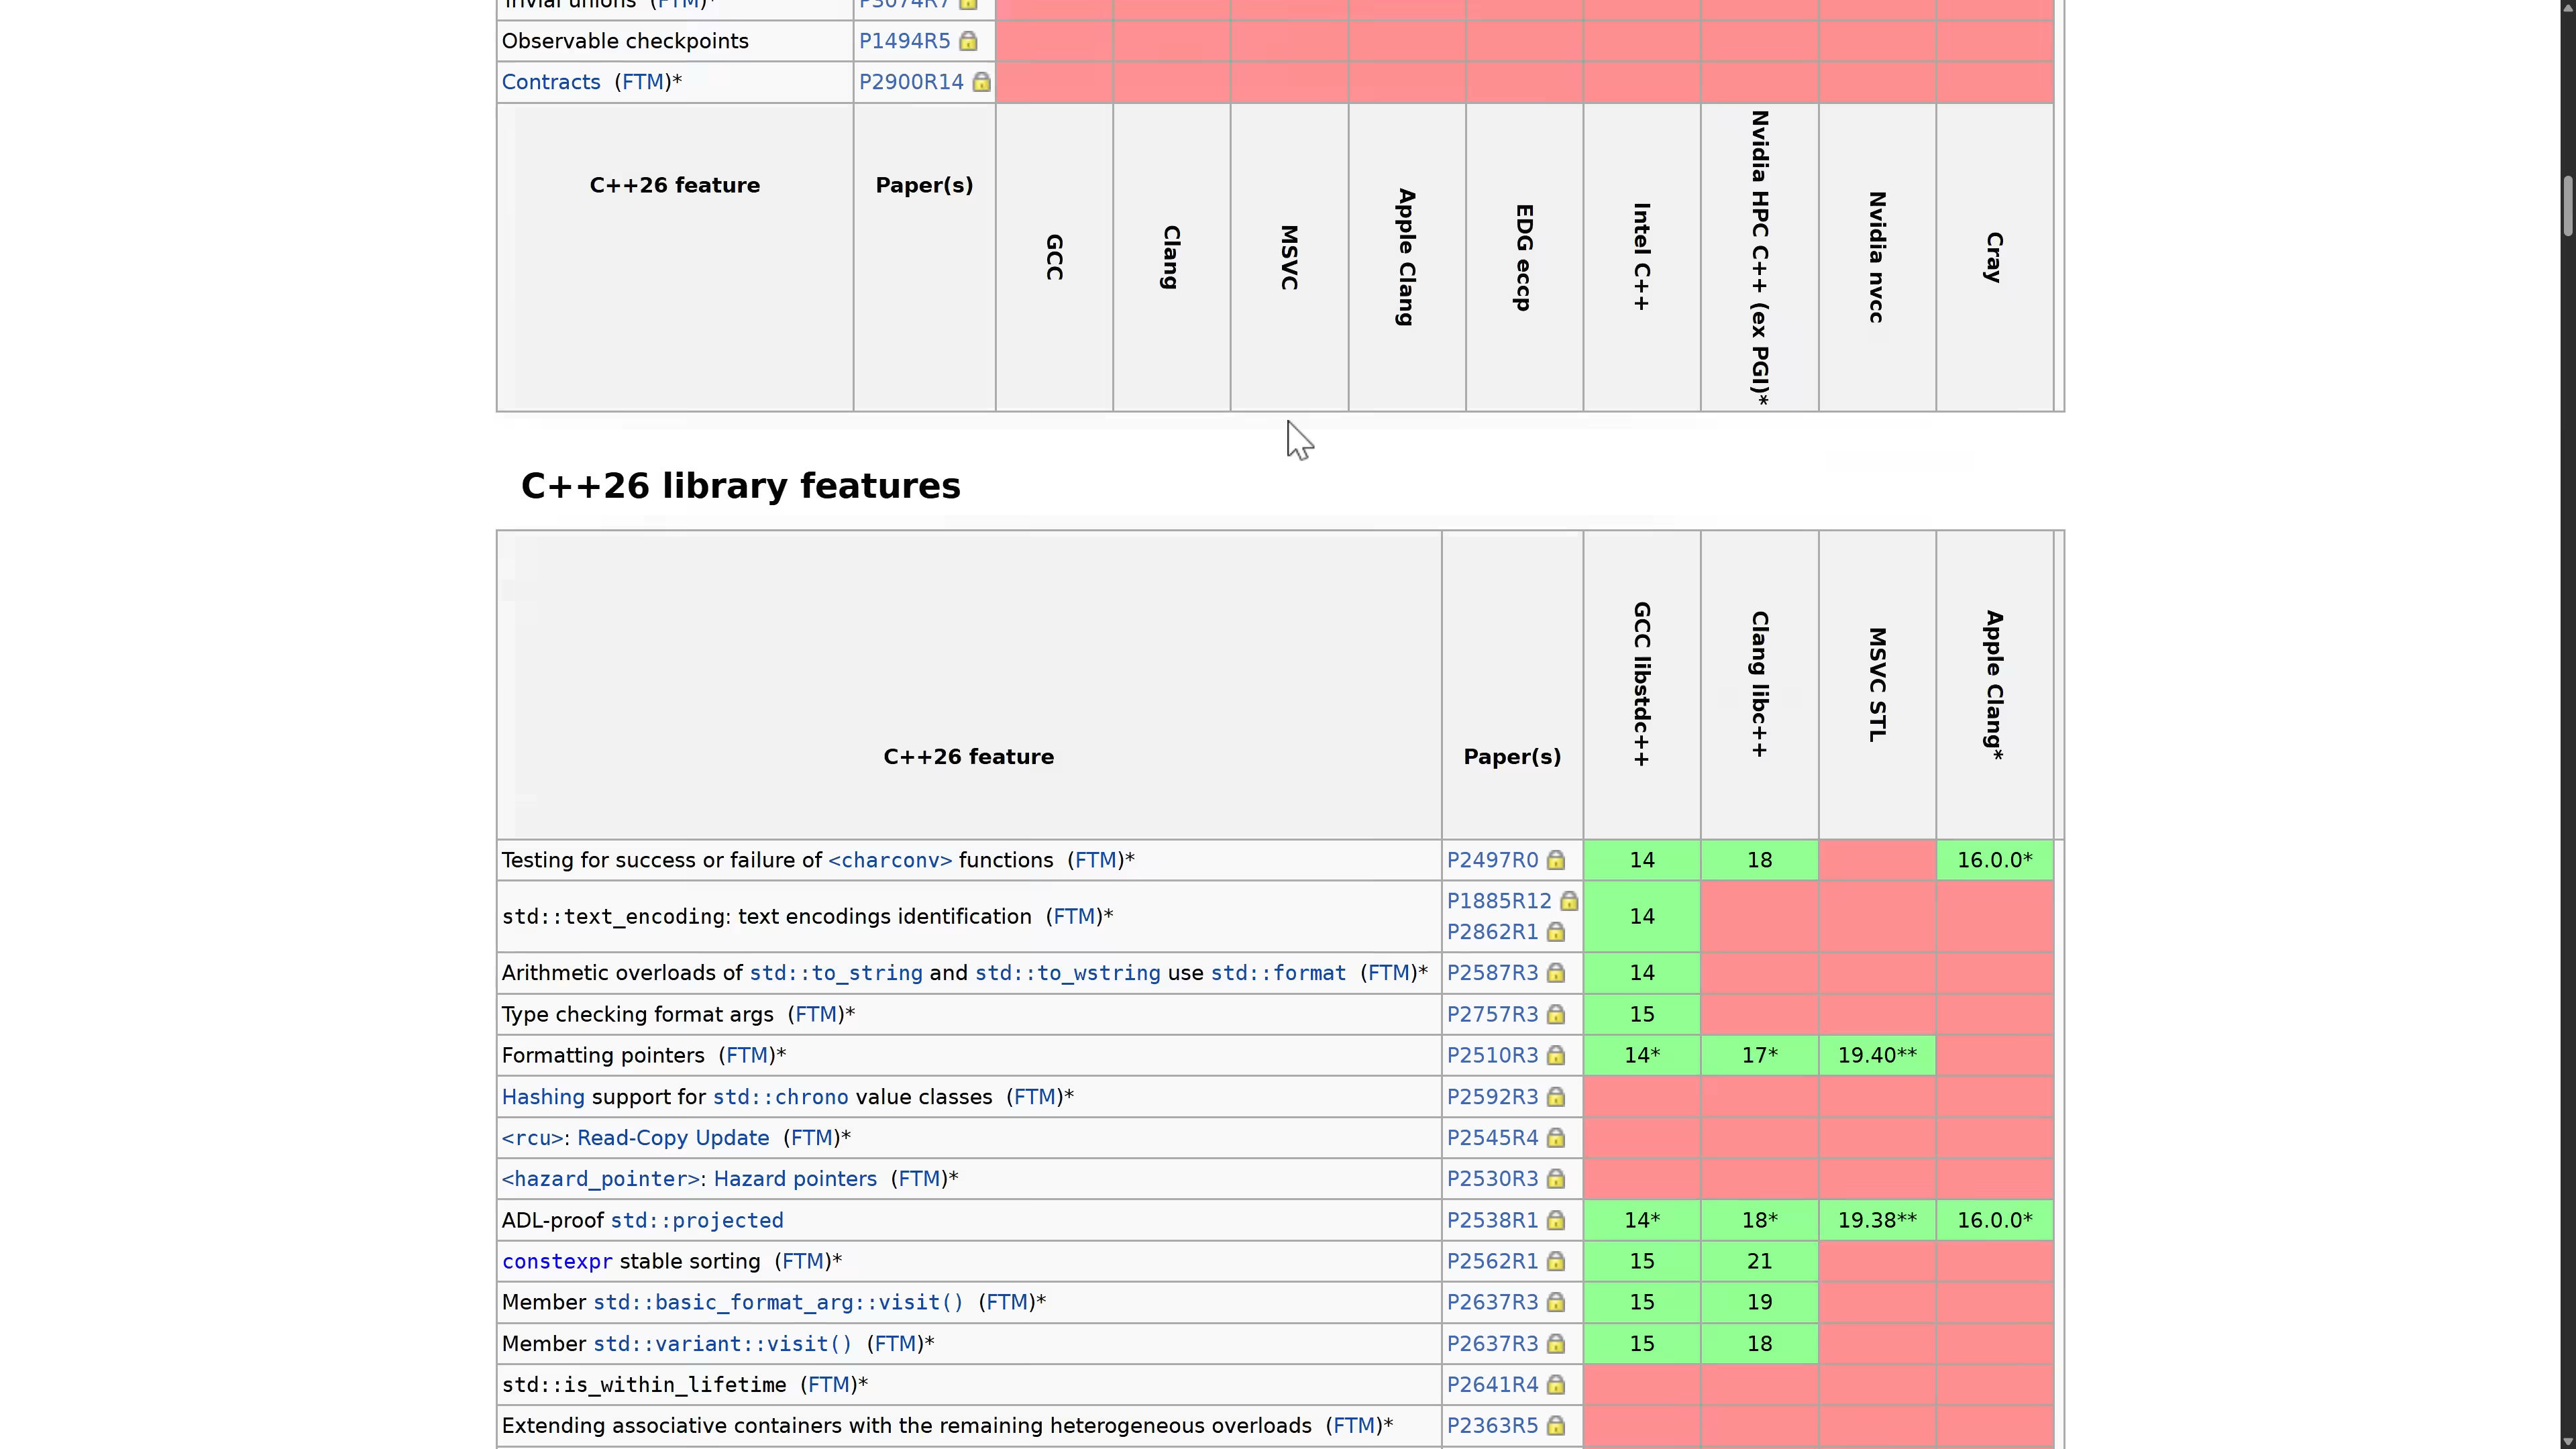 Trivial unions (FTM)* P3074R7
Observable checkpoints P1494R5
Contracts (FTM)* P2900R14
C++26 feature Paper(s) GCC Clang MSVC Apple Clang EDG eccp Intel C++ Nvidia HPC C++ (ex PGI)* Nvidia nvcc Cray
C++26 library features
C++26 feature Paper(s) GCC libstdc++ Clang libc++ MSVC STL Apple Clang*
Testing for success or failure of <charconv> functions (FTM)* P2497R0 14 18 16.0.0*
std::text_encoding: text encodings identification (FTM)* P1885R12 14
P2862R1
Arithmetic overloads of std::to_string and std::to_wstring use std::format (FTM)* P2587R3 14
Type checking format args (FTM)* P2757R3 15
Formatting pointers (FTM)* P2510R3 14* 17* 19.40**
Hashing support for std::chrono value classes (FTM)* P2592R3
<rcu>: Read-Copy Update (FTM)* P2545R4
<hazard_pointer>: Hazard pointers (FTM)* P2530R3
ADL-proof std::projected P2538R1 14* 18* 19.38** 16.0.0*
constexpr stable sorting (FTM)* P2562R1 15 21
Member std::basic_format_arg::visit() (FTM)* P2637R3 15 19
Member std::variant::visit() (FTM)* P2637R3 15 18
std::is_within_lifetime (FTM)* P2641R4
Extending associative containers with the remaining heterogeneous overloads (FTM)* P2363R5